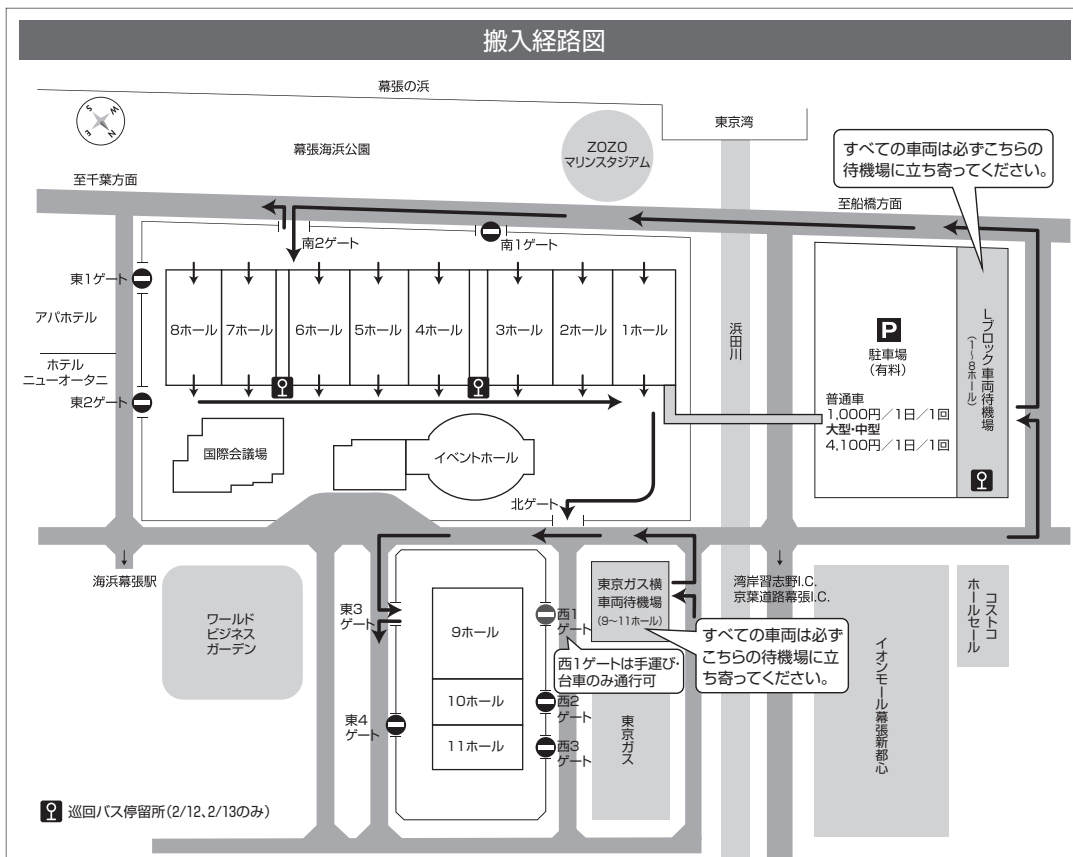 搬入経路図
幕張の浜
S
W
E
N
東京湾
幕張海浜公園
ZOZO
マリンスタジアム
すべての車両は必ずこちらの
待機場に立ち寄ってください。
至千葉方面
至船橋方面
南2ゲート
南1ゲート
東1ゲート
アパホテル
ホテル
ニューオータニ
東2ゲート
8ホール
7ホール
6ホール
5ホール
4ホール
3ホール
2ホール
1ホール
浜田川
P
駐車場
(有料)
普通車
1,000円/1日/1回
大型・中型
4,100円/1日/1回
Lブロック車両待機場
(1〜8ホール)
国際会議場
イベントホール
北ゲート
海浜幕張駅
ワールド
ビジネス
ガーデン
東3
ゲート
東4
ゲート
9ホール
10ホール
11ホール
西1
ゲート
西1ゲートは手運び・
台車のみ通行可
西2
ゲート
西3
ゲート
東京ガス横
車両待機場
(9〜11ホール)
すべての車両は必ず
こちらの待機場に立
ち寄ってください。
東京ガス
湾岸習志野I.C.
京葉道路幕張I.C.
イオンモール幕張新都心
コストコ
ホールセール
巡回バス停留所(2/12、2/13のみ)